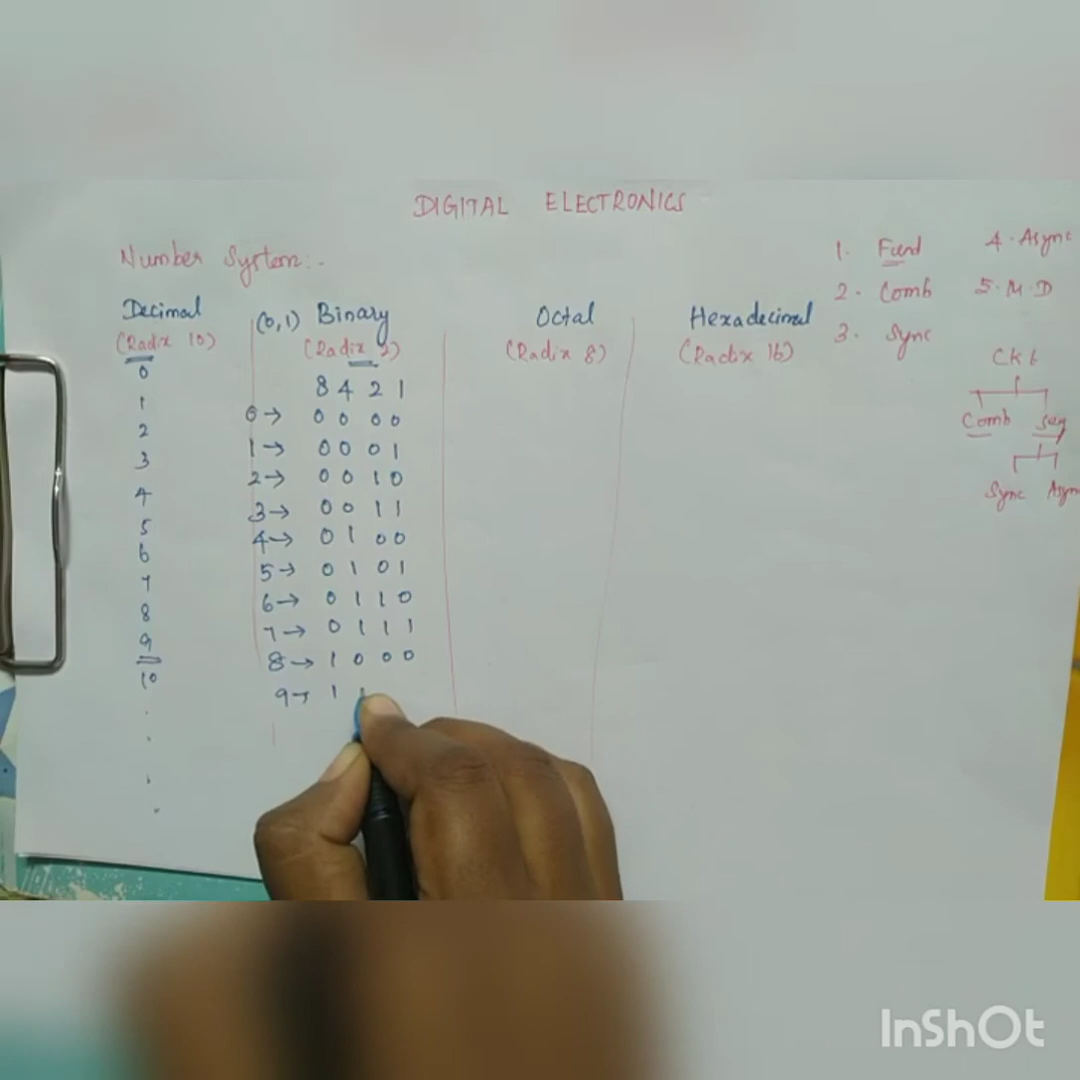 DIGITAL ELECTRONICS
Number System:-
1. Fund
2. Comb
3. Sync
4. Async
5. M.D
Ckt
Comb Seq
Sync Asyn
Decimal
(Radix 10)
0
1
2
3
4
5
6
7
8
9
10
(0,1) Binary
(Radix 2)
8 4 2 1
0→ 0 0 0 0
1→ 0 0 0 1
2→ 0 0 1 0
3→ 0 0 1 1
4→ 0 1 0 0
5→ 0 1 0 1
6→ 0 1 1 0
7→ 0 1 1 1
8→ 1 0 0 0
9→ 1 1
Octal
(Radix 8)
Hexadecimal
(Radix 16)
InShOt